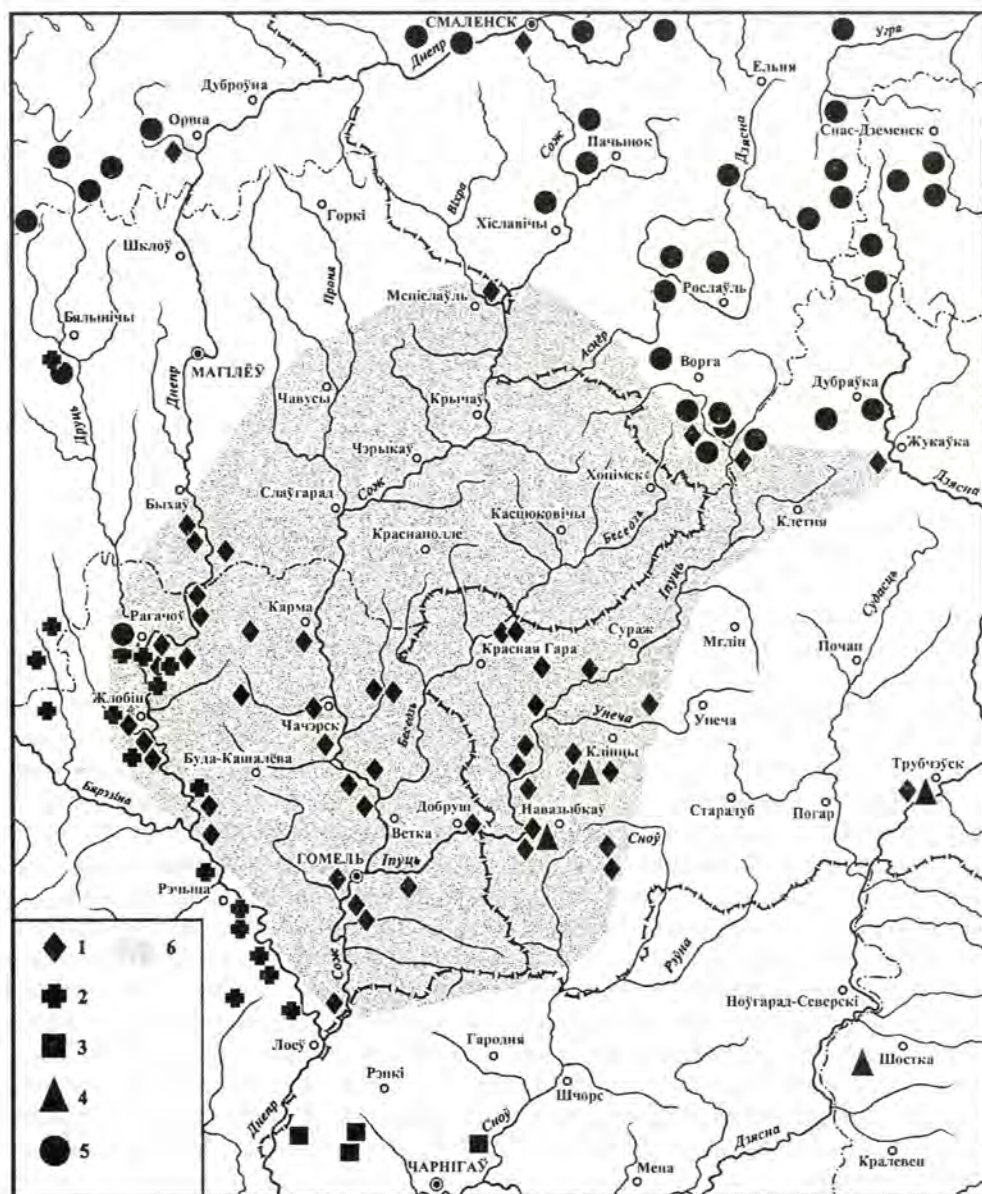 СМАЛЕНСК
Днепр
Угра
Ельня
Дуброўна
Орша
Спас-Дземенск
Сож
Дзясна
Пачынок
Віхра
Горкі
Хіславічы
Шклоў
Проня
Мсціслаўль
Рослаўль
Бялынічы
Асцёр
Ворга
МАГІЛЁЎ
Днепр
Дубраўка
Чавусы
Крычаў
Друць
Чэрыкаў
Жукаўка
Хоцімск
Дзясна
Быхаў
Слаўгарад
Сож
Касцюковічы
Беседзь
Клетня
Краснаполле
Іпуць
Судасць
Рагачоў
Карма
Сураж
Мглін
Почап
Красная Гара
Жлобін
Чачэрск
Беседзь
Унеча
Унеча
Клінцы
Буда-Кашалёва
Трубчэўск
Бярэзіна
Добруш
Навазыбкаў
Старадуб
Погар
Ветка
Сноў
ГОМЕЛЬ
Іпуць
Рэчыца
1 6
Сож
Рэўна
2
Ноўгарад-Северскі
Лоеў
Гародня
Шостка
3
Рэпкі
Шчорс
4
Днепр
Сноў
5
Дзясна
Кралевец
ЧАРНІГАЎ
Мена